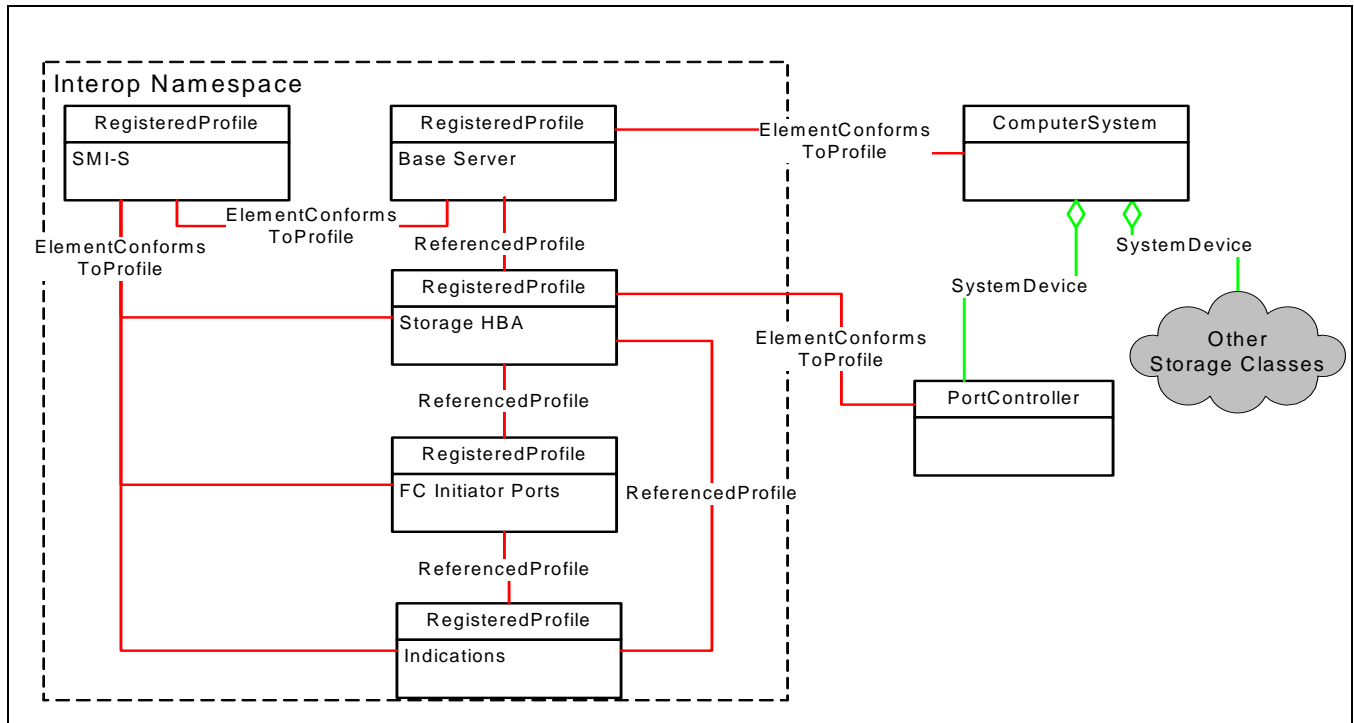 Interop Namespace
RegisteredProfile
SMI-S
RegisteredProfile
Base Server
ElementConforms
ToProfile
ComputerSystem
ElementConforms
ToProfile
ElementConforms
ToProfile
ReferencedProfile
SystemDevice
SystemDevice
RegisteredProfile
Storage HBA
ElementConforms
ToProfile
Other
Storage Classes
ReferencedProfile
PortController
RegisteredProfile
FC Initiator Ports
ReferencedProfile
ReferencedProfile
RegisteredProfile
Indications